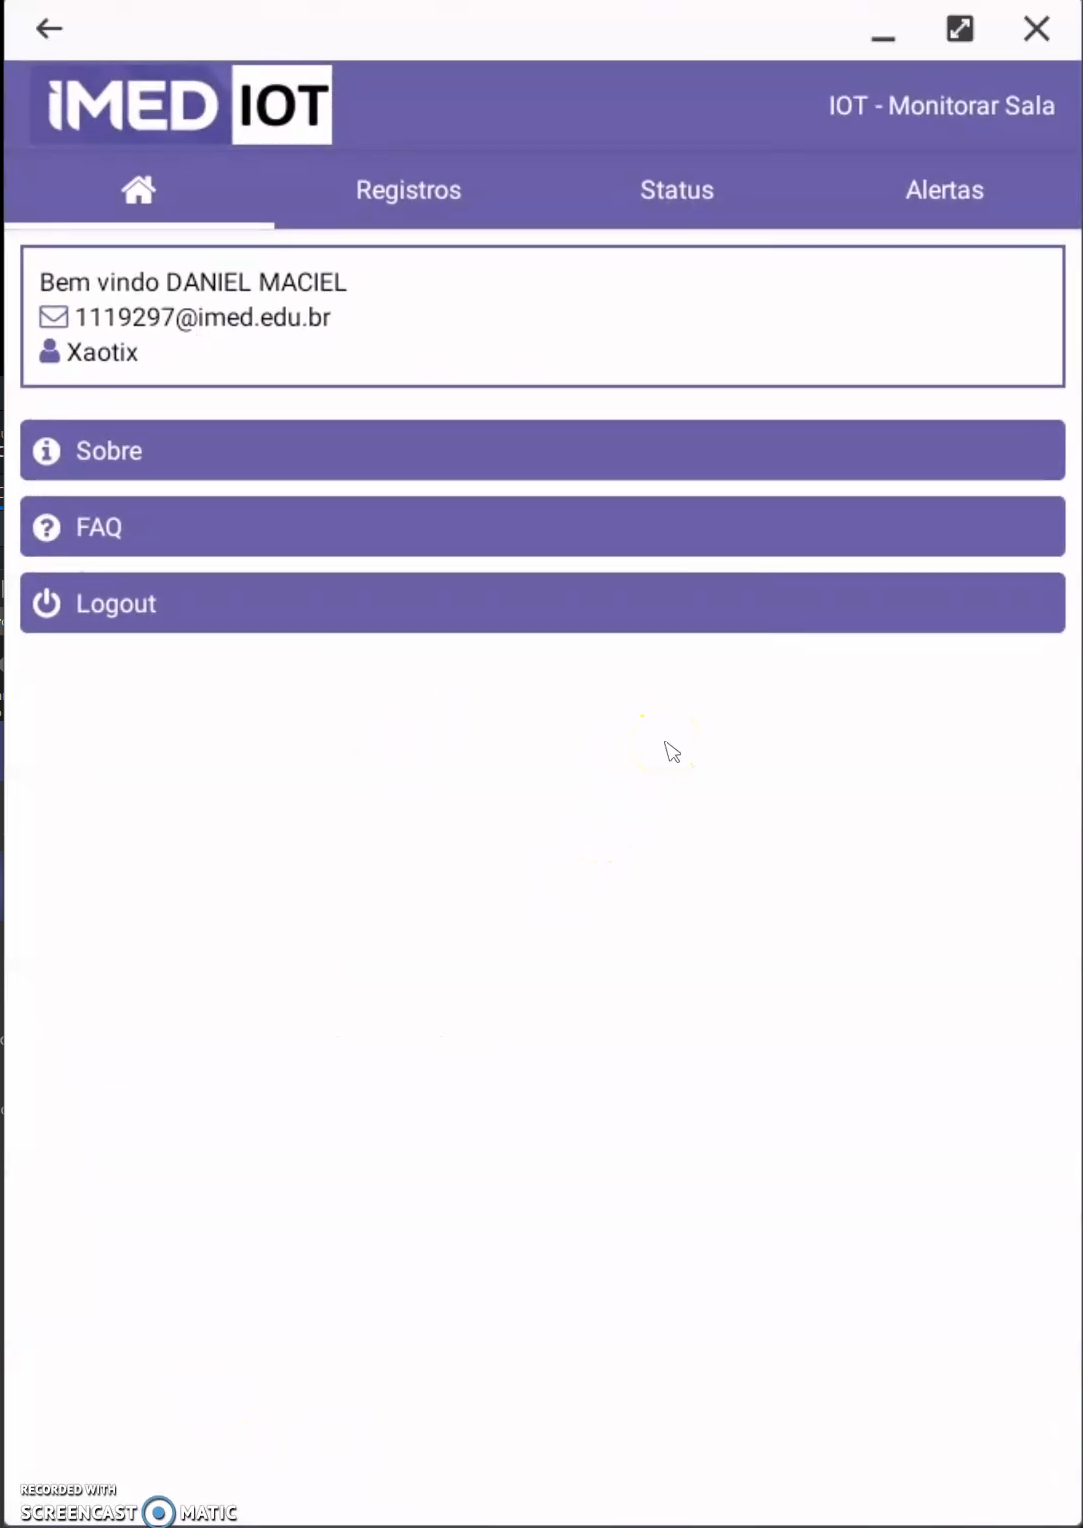 iMED IOT
IOT - Monitorar Sala
Registros
Status
Alertas
Bem vindo DANIEL MACIEL
1119297@imed.edu.br
Xaotix
Sobre
FAQ
Logout
RECORDED WITH
SCREENCAST MATIC